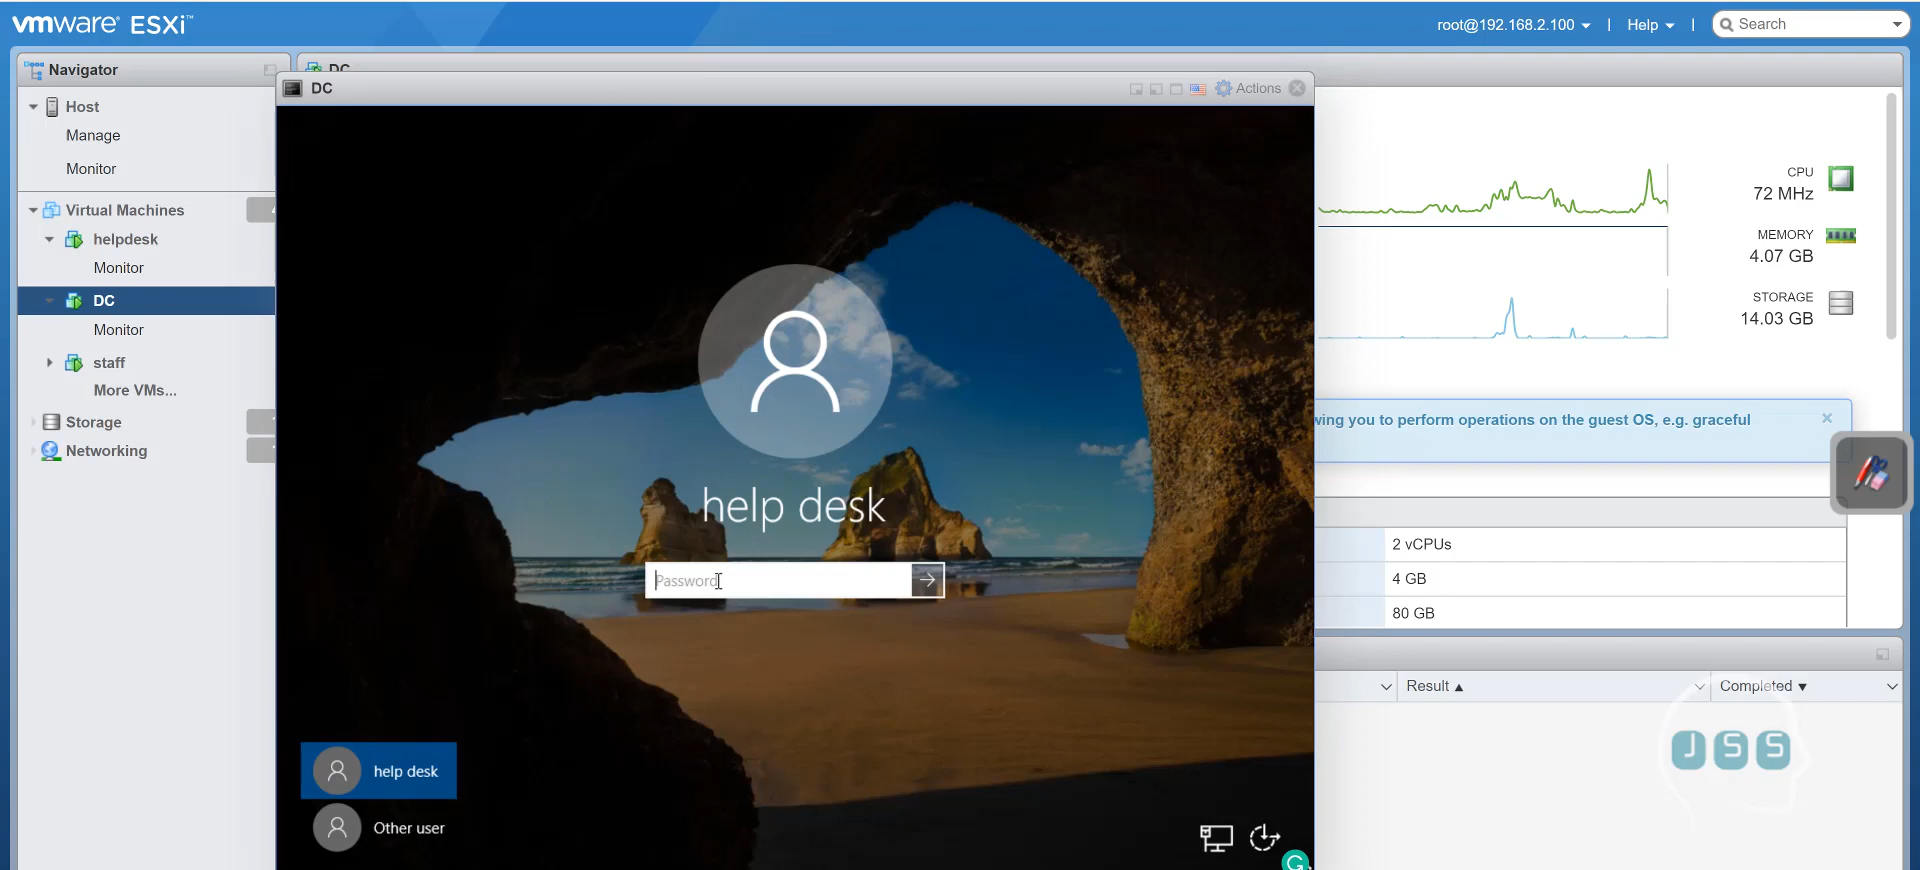 vmware® ESXi™
root@192.168.2.100
|
Help
|
Search
Navigator
Host
Manage
Monitor
Virtual Machines
helpdesk
Monitor
DC
Monitor
staff
More VMs...
Storage
Networking
DC
DC
Actions
help desk
Password
help desk
Other user
CPU
72 MHz
MEMORY
4.07 GB
STORAGE
14.03 GB
ing you to perform operations on the guest OS, e.g. graceful
2 vCPUs
4 GB
80 GB
Result ▲
Completed ▼
JSS